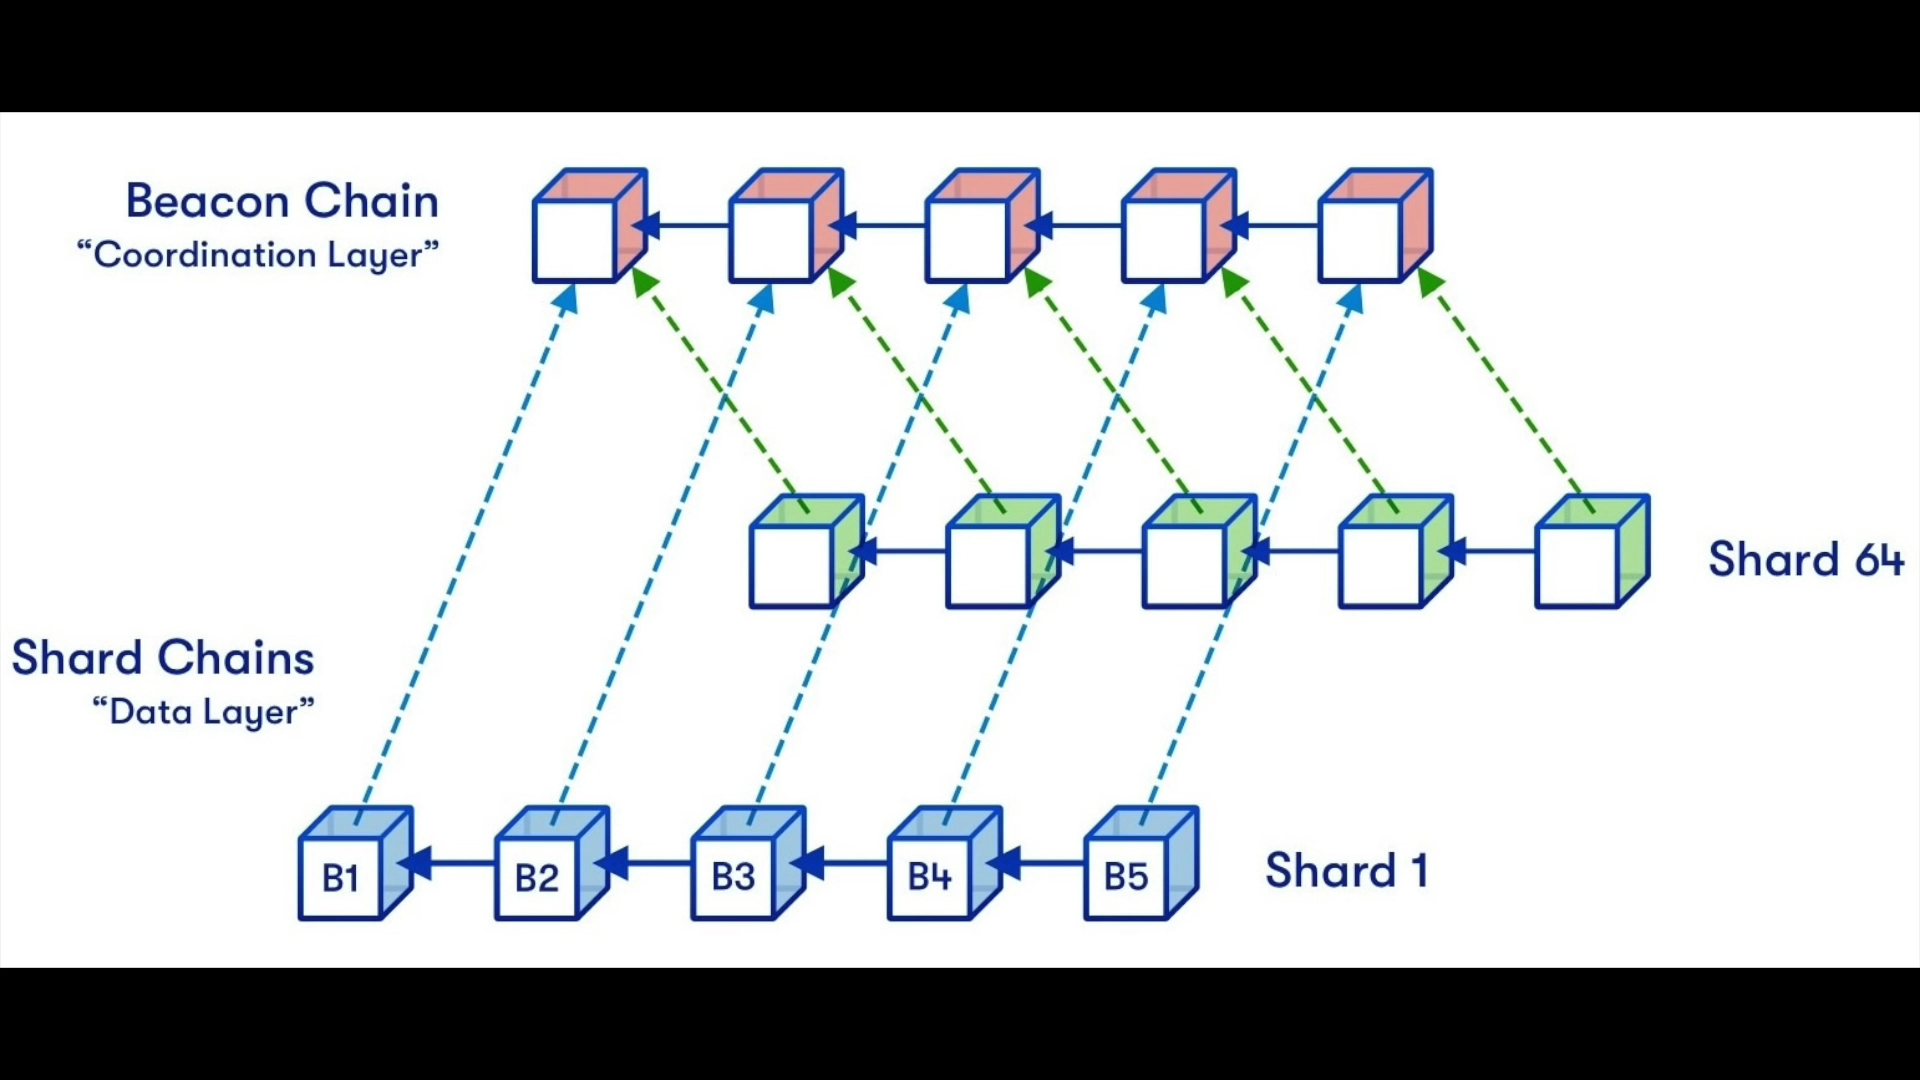 Beacon Chain
“Coordination Layer”
Shard 64
Shard Chains
“Data Layer”
B1
B2
B3
B4
B5
Shard 1